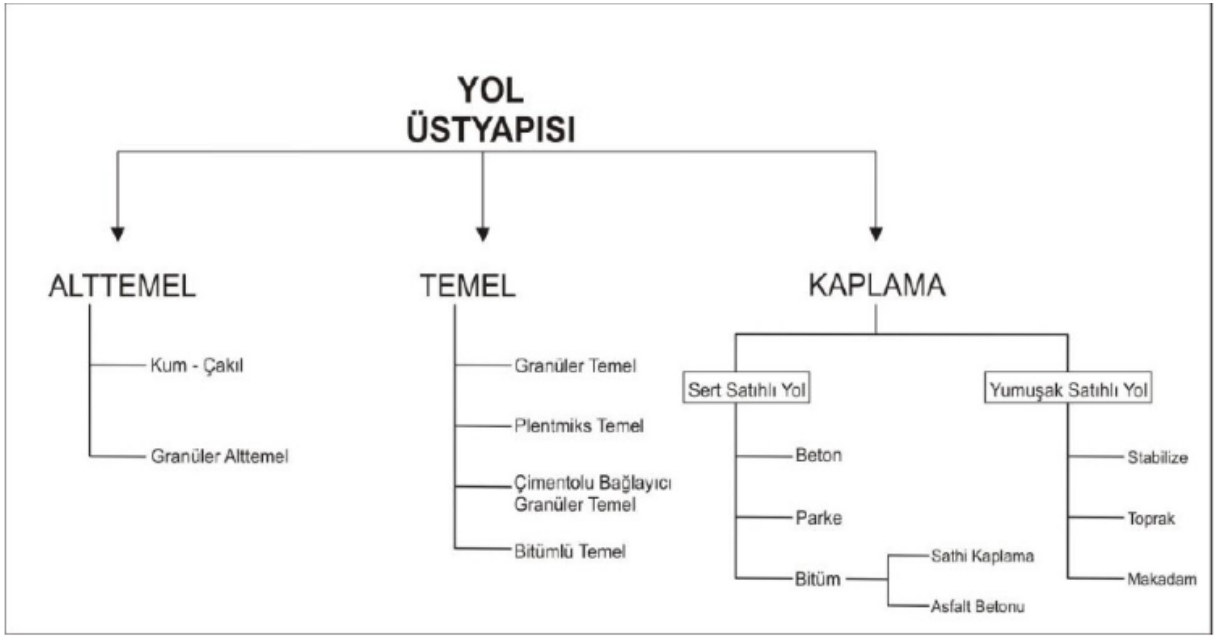 YOL
ÜSTYAPISI
ALTTEMEL
Kum - Çakıl
Granüler Alttemel
TEMEL
Granüler Temel
Plentmiks Temel
Çimentolu Bağlayıcı
Granüler Temel
Bitümlü Temel
KAPLAMA
Sert Satıhlı Yol
Beton
Parke
Bitüm
Sathi Kaplama
Asfalt Betonu
Yumuşak Satıhlı Yol
Stabilize
Toprak
Makadam